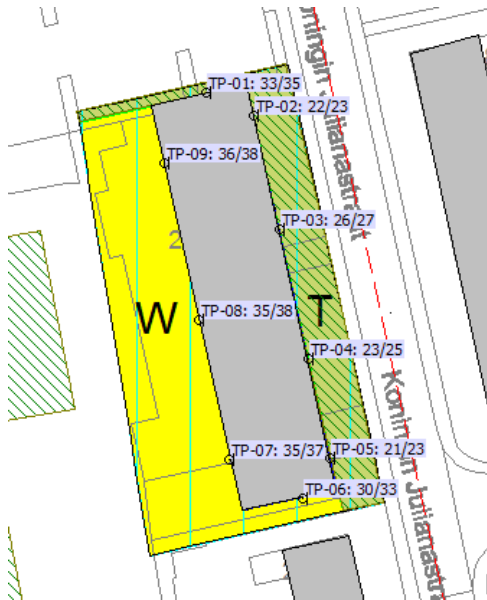 Koningin Julianastraat
TP-01: 33/35
TP-02: 22/23
TP-09: 36/38
TP-03: 26/27
2
W
TP-08: 35/38
T
TP-04: 23/25
TP-07: 35/37
TP-05: 21/23
TP-06: 30/33
Koningin Julianastraat